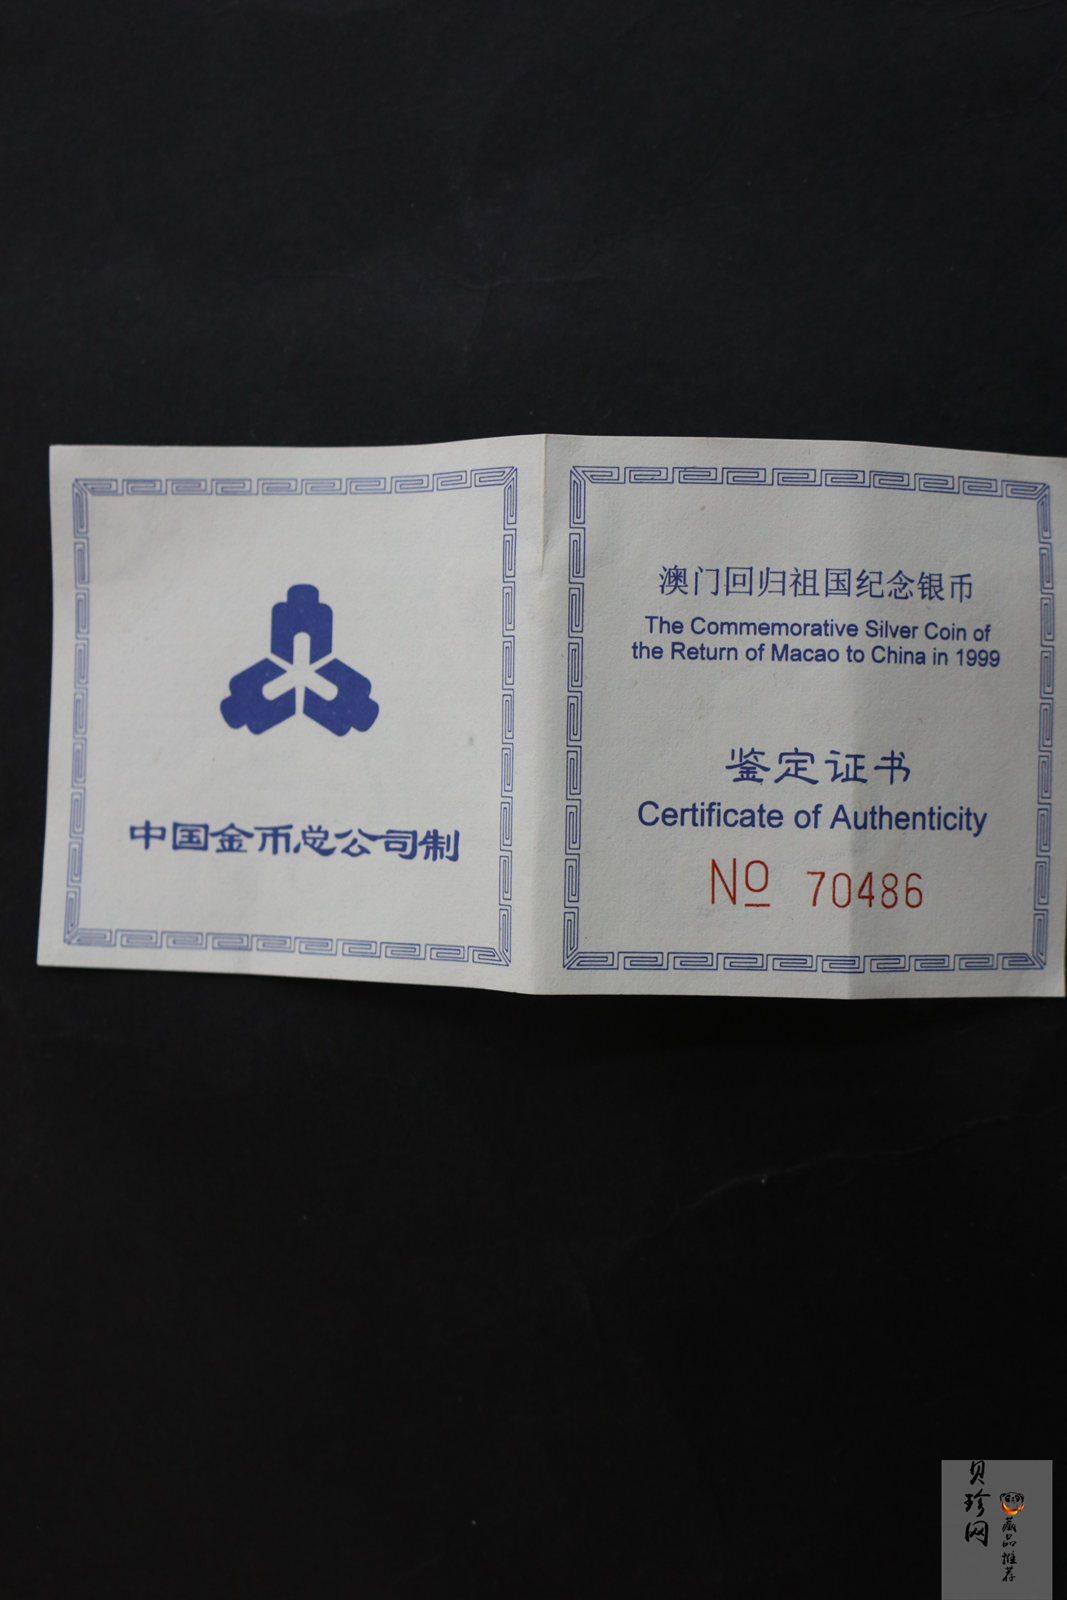 中国金币总公司制
澳门回归祖国纪念银币
The Commemorative Silver Coin of
the Return of Macao to China in 1999
鉴定证书
Certificate of Authenticity
Nº 70486
贝珍网
藏品推荐